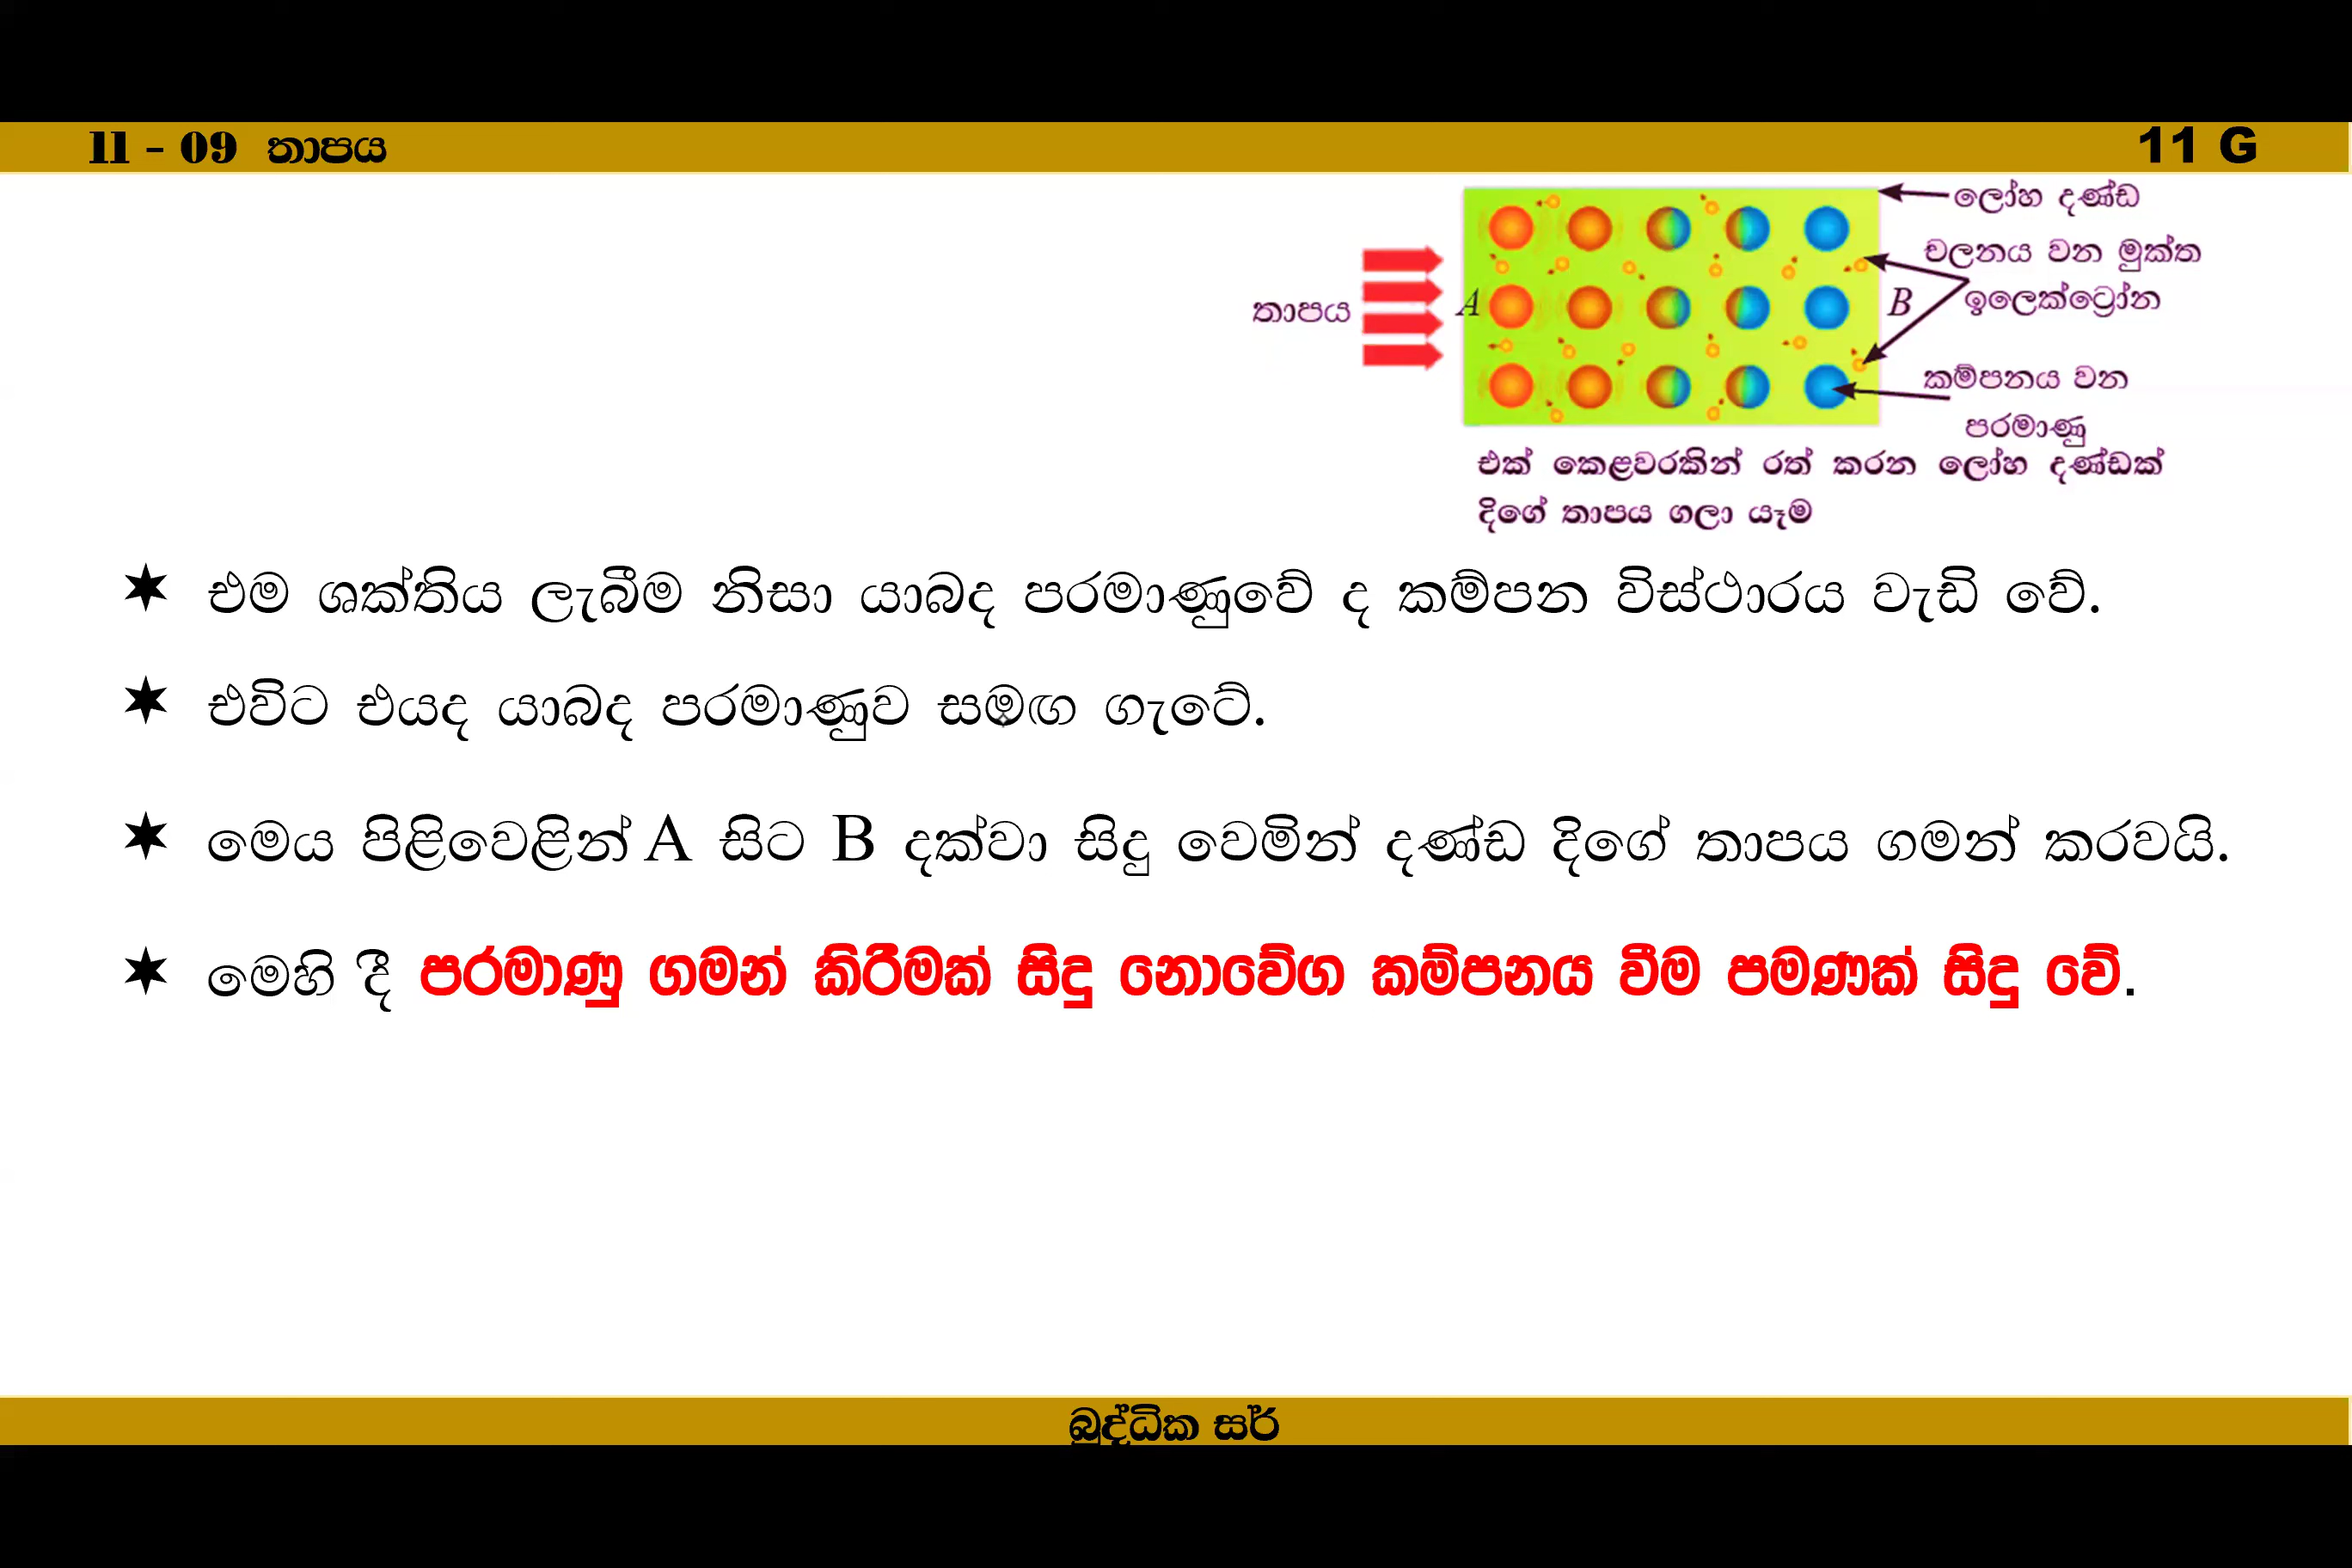 11 - 09 තාපය
11 G
ලෝහ දණ්ඩ
චලනය වන මුක්ත
ඉලෙක්ට්‍රෝන
තාපය
A
B
කම්පනය වන
පරමාණු
එක් කෙළවරකින් රත් කරන ලෝහ දණ්ඩක්
දිගේ තාපය ගලා යෑම
✶ එම ශක්තිය ලැබීම නිසා යාබද පරමාණුවේ ද කම්පන විස්ථාරය වැඩි වේ.
✶ එවිට එයද යාබද පරමාණුව සමඟ ගැටේ.
✶ මෙය පිළිවෙළින් A සිට B දක්වා සිදු වෙමින් දණ්ඩ දිගේ තාපය ගමන් කරවයි.
✶ මෙහි දී පරමාණු ගමන් කිරීමක් සිදු නොවේග කම්පනය වීම පමණක් සිදු වේ.
බුද්ධික සර්